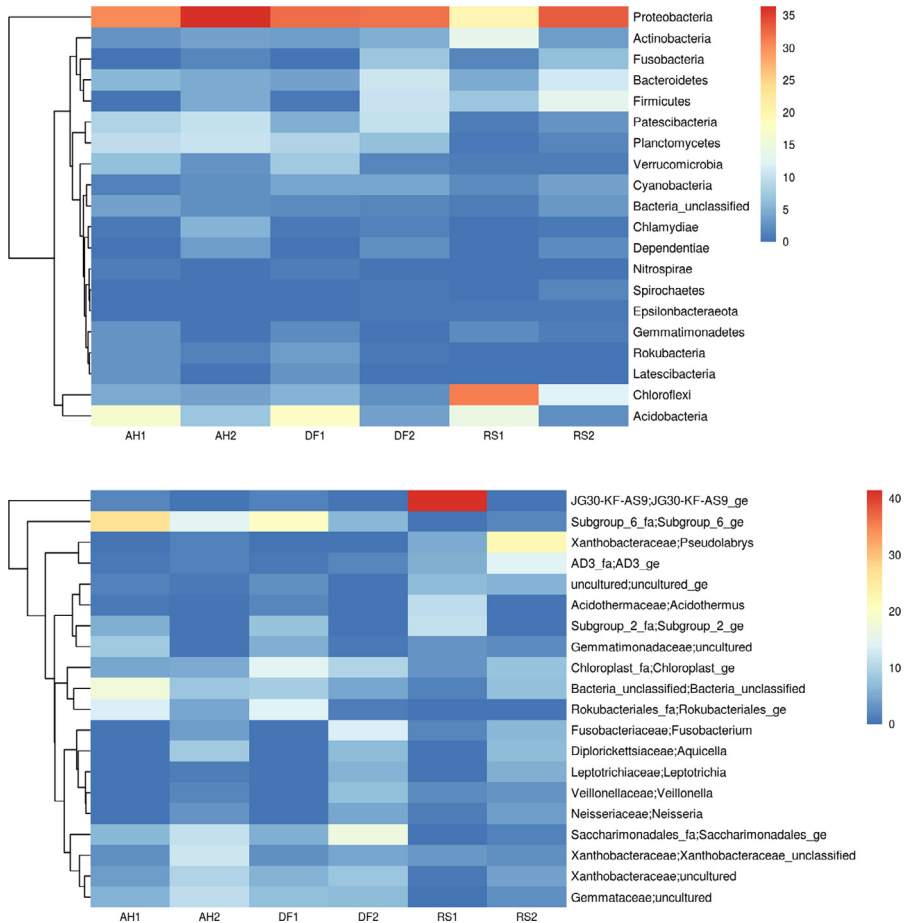 Proteobacteria
Actinobacteria
Fusobacteria
Bacteroidetes
Firmicutes
Patescibacteria
Planctomycetes
Verrucomicrobia
Cyanobacteria
Bacteria_unclassified
Chlamydiae
Dependentiae
Nitrospirae
Spirochaetes
Epsilonbacteraeota
Gemmatimonadetes
Rokubacteria
Latescibacteria
Chloroflexi
Acidobacteria
35
30
25
20
15
10
5
0
AH1 AH2 DF1 DF2 RS1 RS2
JG30-KF-AS9;JG30-KF-AS9_ge
Subgroup_6_fa;Subgroup_6_ge
Xanthobacteraceae;Pseudolabrys
AD3_fa;AD3_ge
uncultured;uncultured_ge
Acidothermaceae;Acidothermus
Subgroup_2_fa;Subgroup_2_ge
Gemmatimonadaceae;uncultured
Chloroplast_fa;Chloroplast_ge
Bacteria_unclassified;Bacteria_unclassified
Rokubacteriales_fa;Rokubacteriales_ge
Fusobacteriaceae;Fusobacterium
Diplorickettsiaceae;Aquicella
Leptotrichiaceae;Leptotrichia
Veillonellaceae;Veillonella
Neisseriaceae;Neisseria
Saccharimonadales_fa;Saccharimonadales_ge
Xanthobacteraceae;Xanthobacteraceae_unclassified
Xanthobacteraceae;uncultured
Gemmataceae;uncultured
40
30
20
10
0
AH1 AH2 DF1 DF2 RS1 RS2